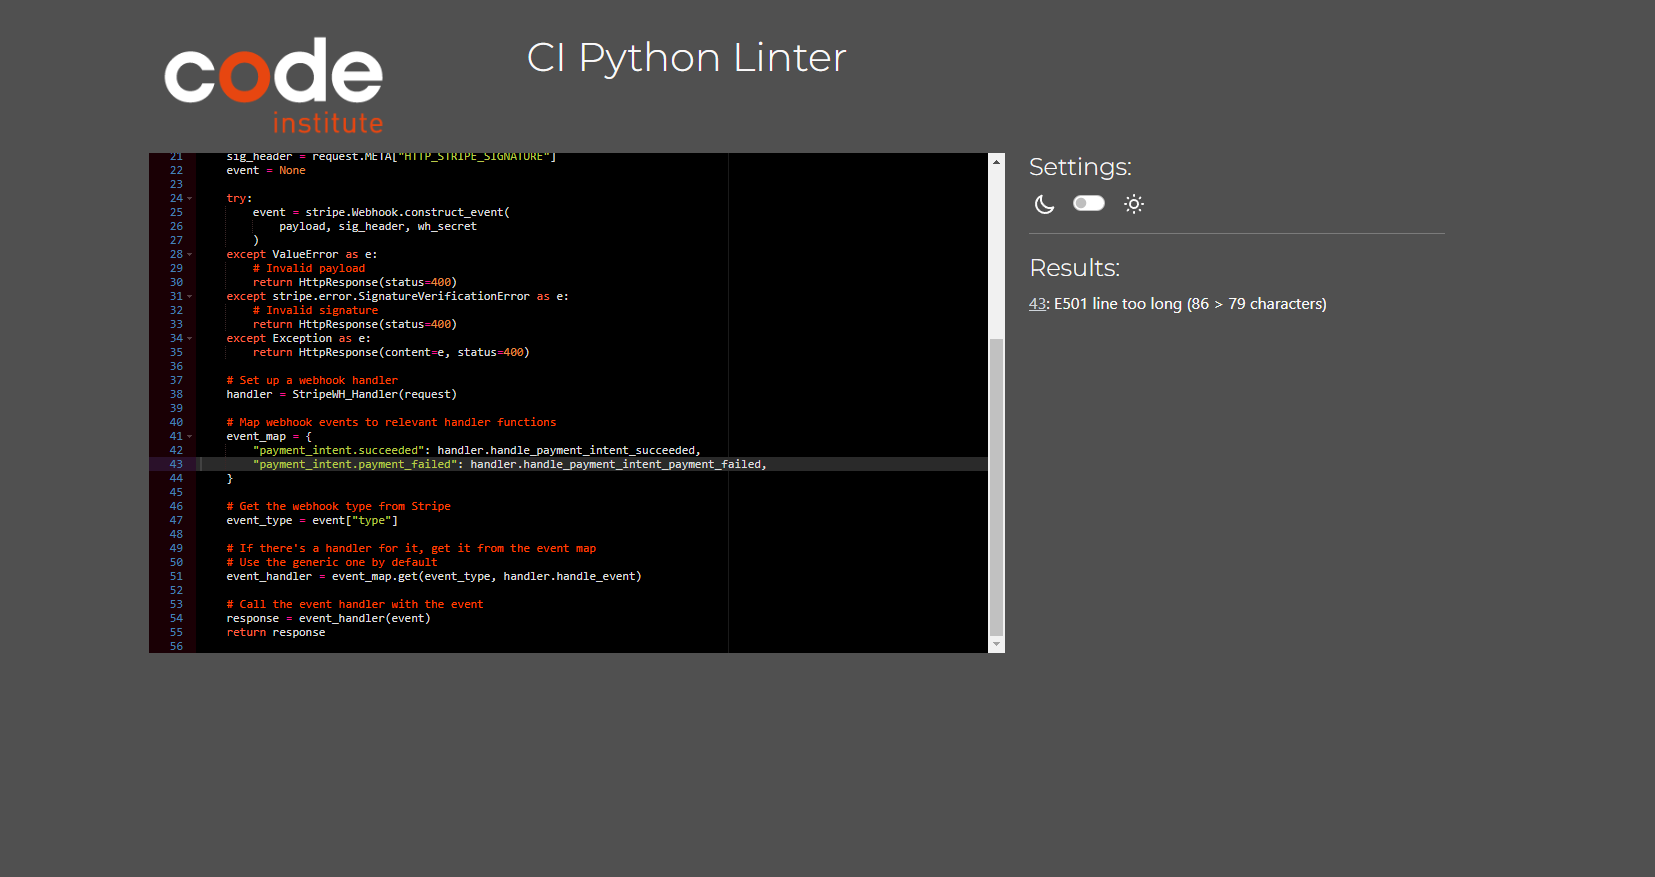 code
institute
CI Python Linter
21 sig_header = request.META["HTTP_STRIPE_SIGNATURE"]
22 event = None
23
24 try:
25 event = stripe.Webhook.construct_event(
26 payload, sig_header, wh_secret
27 )
28 except ValueError as e:
29 # Invalid payload
30 return HttpResponse(status=400)
31 except stripe.error.SignatureVerificationError as e:
32 # Invalid signature
33 return HttpResponse(status=400)
34 except Exception as e:
35 return HttpResponse(content=e, status=400)
36
37 # Set up a webhook handler
38 handler = StripeWH_Handler(request)
39
40 # Map webhook events to relevant handler functions
41 event_map = {
42 "payment_intent.succeeded": handler.handle_payment_intent_succeeded,
43 "payment_intent.payment_failed": handler.handle_payment_intent_payment_failed,
44 }
45
46 # Get the webhook type from Stripe
47 event_type = event["type"]
48
49 # If there's a handler for it, get it from the event map
50 # Use the generic one by default
51 event_handler = event_map.get(event_type, handler.handle_event)
52
53 # Call the event handler with the event
54 response = event_handler(event)
55 return response
56
Settings:
Results:
43: E501 line too long (86 > 79 characters)